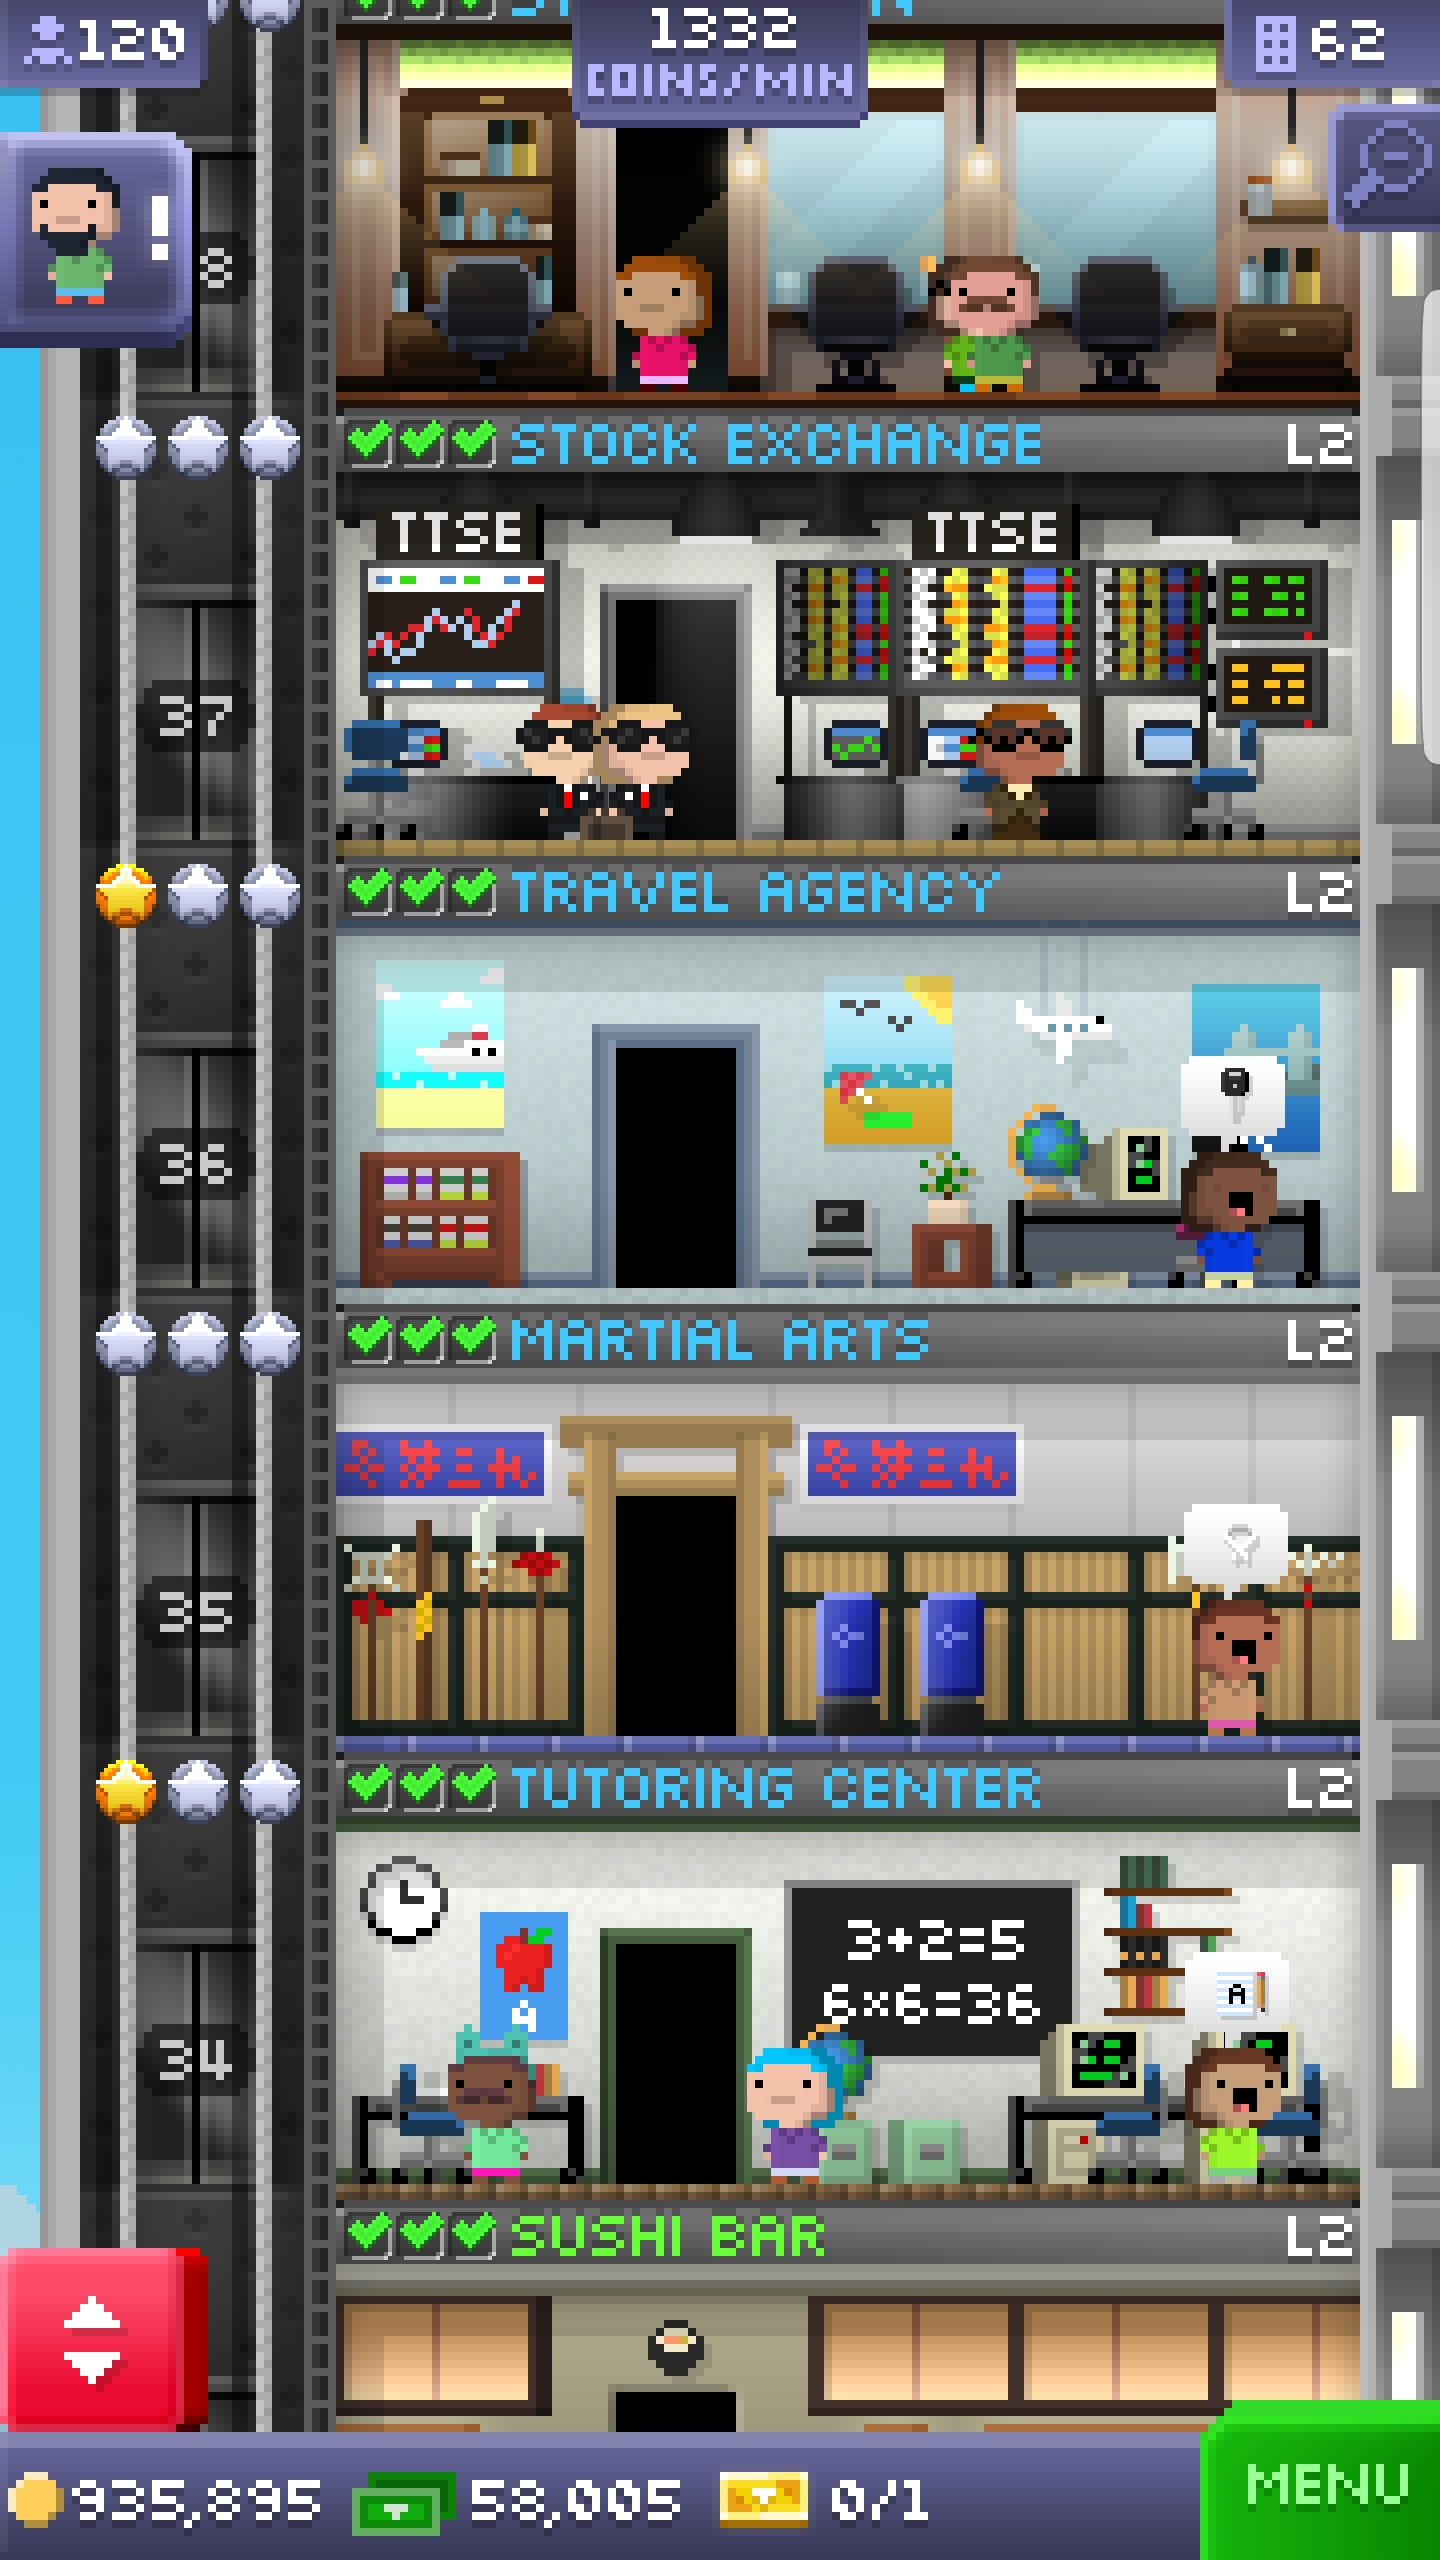 120
1332
COINS/MIN
62
!
8
STOCK EXCHANGE L2
TTSE TTSE
37
TRAVEL AGENCY L2
36
MARTIAL ARTS L2
35
TUTORING CENTER L2
3+2=5
6×6=36
A
A
34
SUSHI BAR L2
935,895 58,005 0/1
MENU